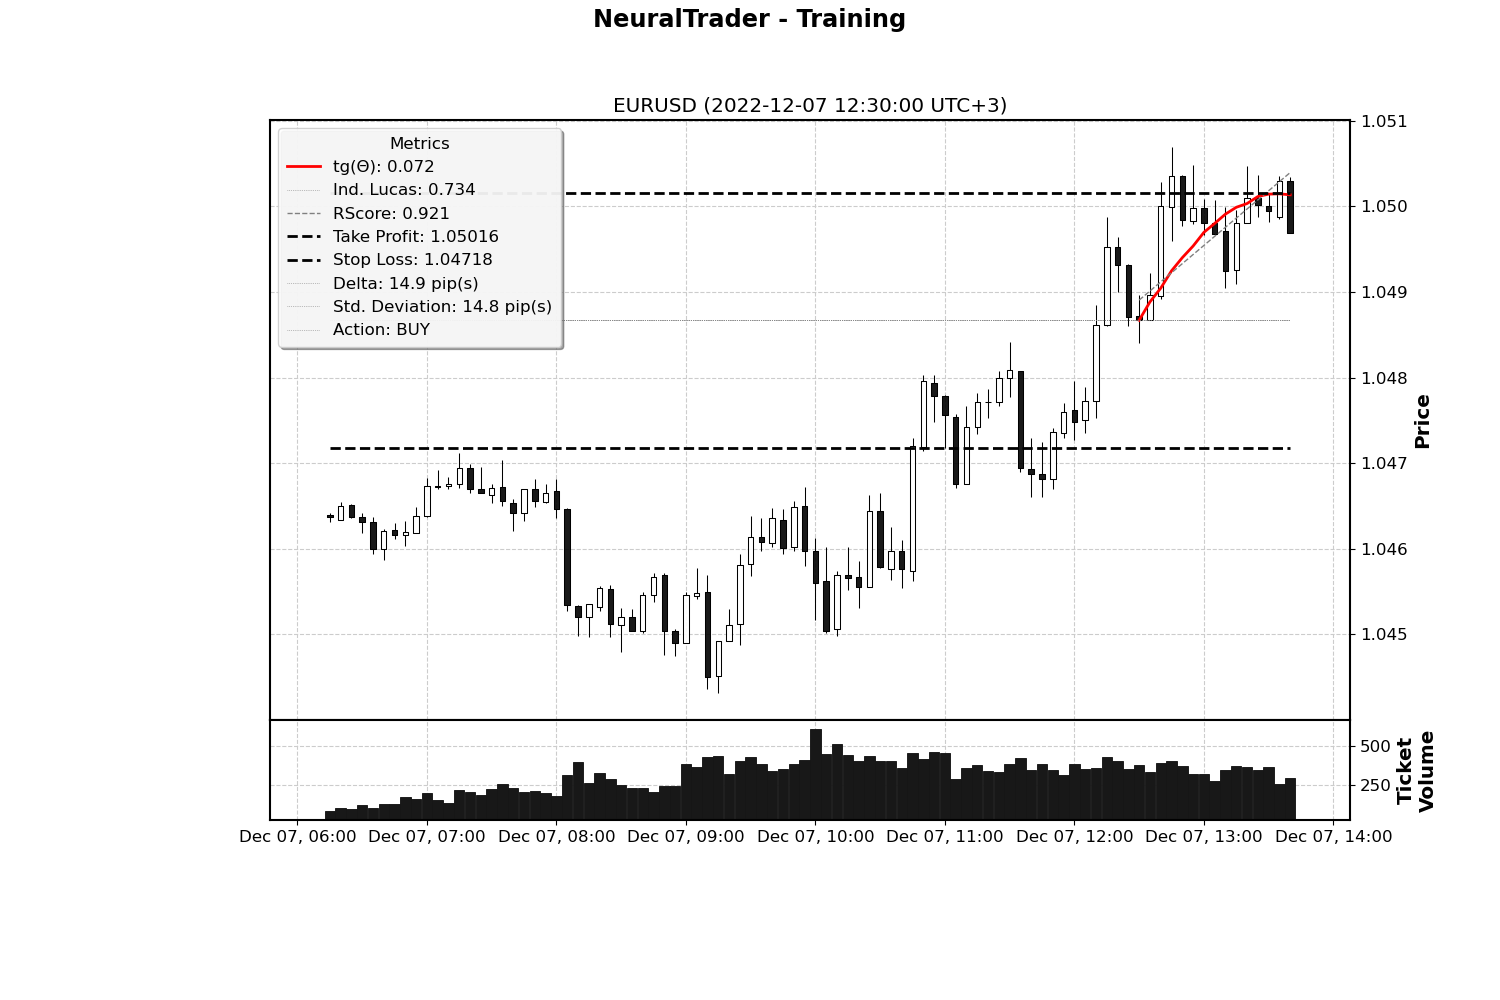 NeuralTrader - Training
EURUSD (2022-12-07 12:30:00 UTC+3)
Metrics
tg(Θ): 0.072
Ind. Lucas: 0.734
RScore: 0.921
Take Profit: 1.05016
Stop Loss: 1.04718
Delta: 14.9 pip(s)
Std. Deviation: 14.8 pip(s)
Action: BUY
1.051
1.050
1.049
1.048
1.047
1.046
1.045
Price
500
250
Ticket
Volume
Dec 07, 06:00 Dec 07, 07:00 Dec 07, 08:00 Dec 07, 09:00 Dec 07, 10:00 Dec 07, 11:00 Dec 07, 12:00 Dec 07, 13:00 Dec 07, 14:00